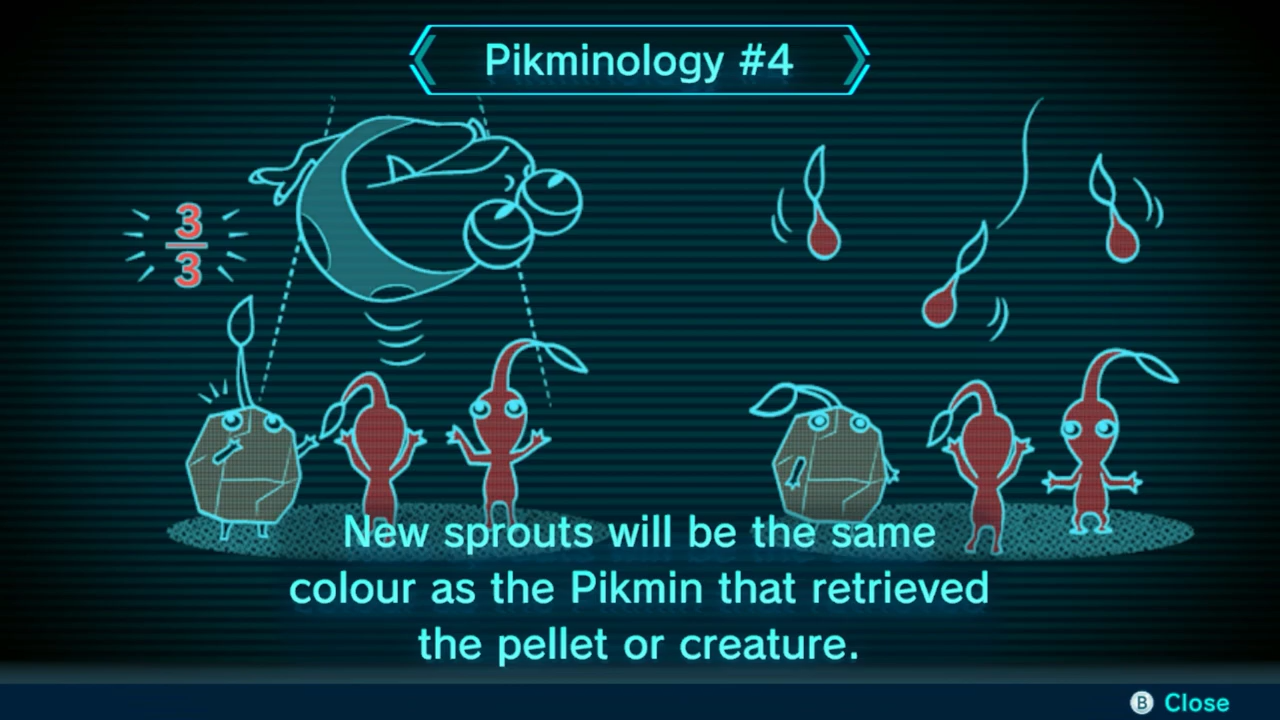 Pikminology #4
3
3
New sprouts will be the same
colour as the Pikmin that retrieved
the pellet or creature.
B Close